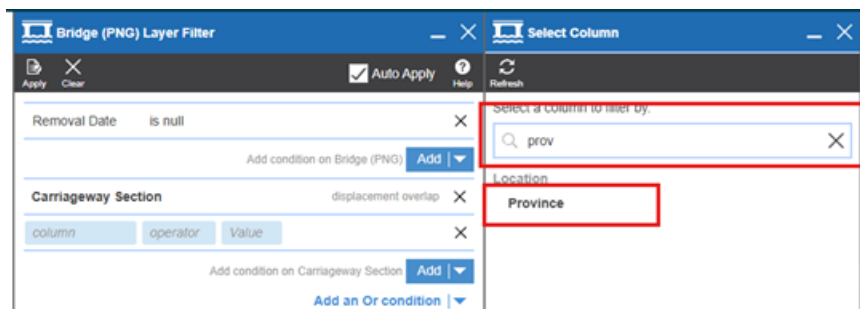 Bridge (PNG) Layer Filter
Apply
Clear
Auto Apply
Help
Removal Date is null
Add condition on Bridge (PNG) Add
Carriageway Section displacement overlap
column operator Value
Add condition on Carriageway Section Add
Add an Or condition
Select Column
Refresh
Select a column to filter by:
prov
Location
Province